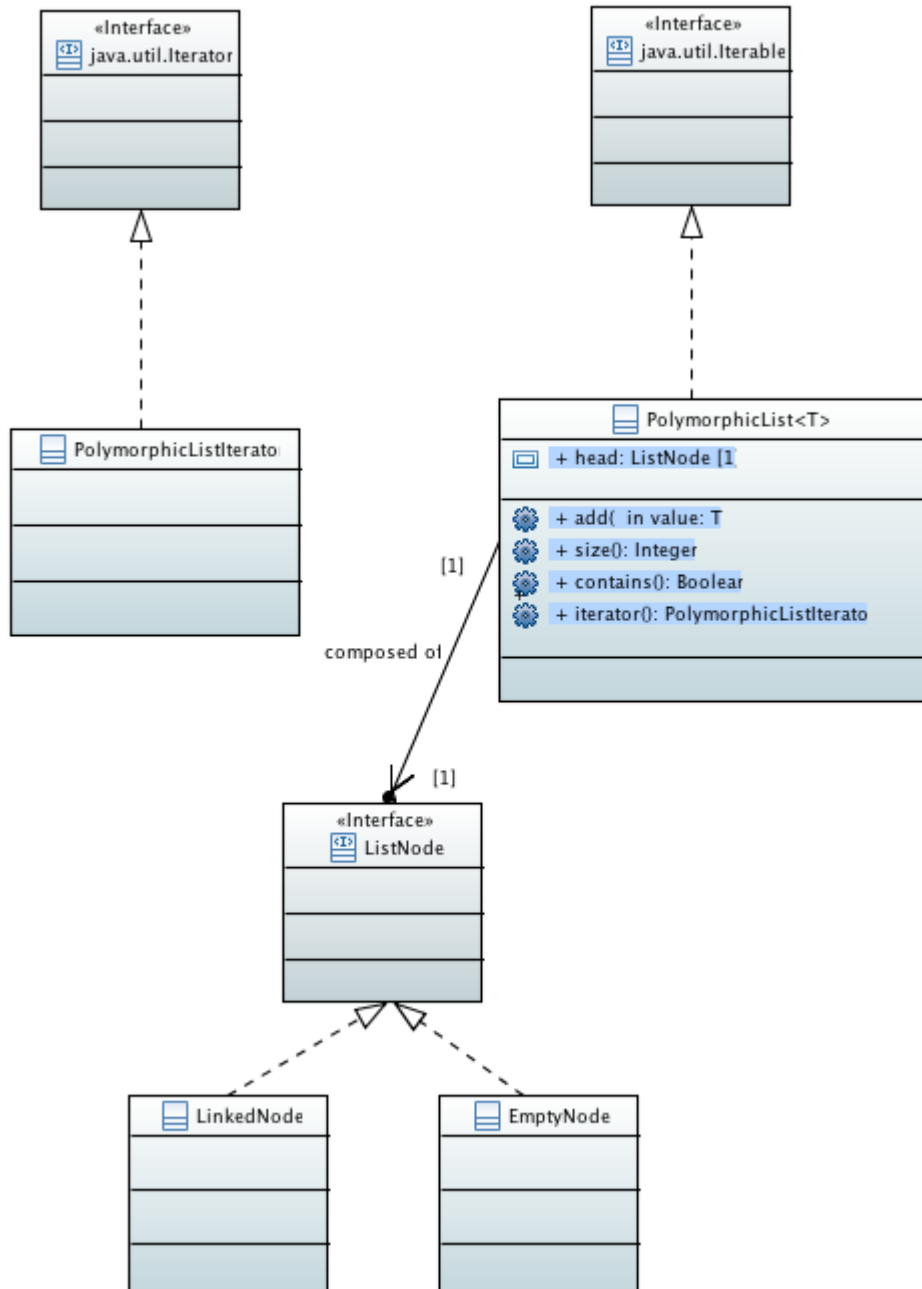 «Interface»
java.util.Iterator
«Interface»
java.util.Iterable
PolymorphicListIterato
PolymorphicList<T>
+ head: ListNode [1
+ add( in value: T
+ size(): Integer
+ contains(): Boolear
+ iterator(): PolymorphicListIterato
[1]
composed of
[1]
«Interface»
ListNode
LinkedNode
EmptyNode